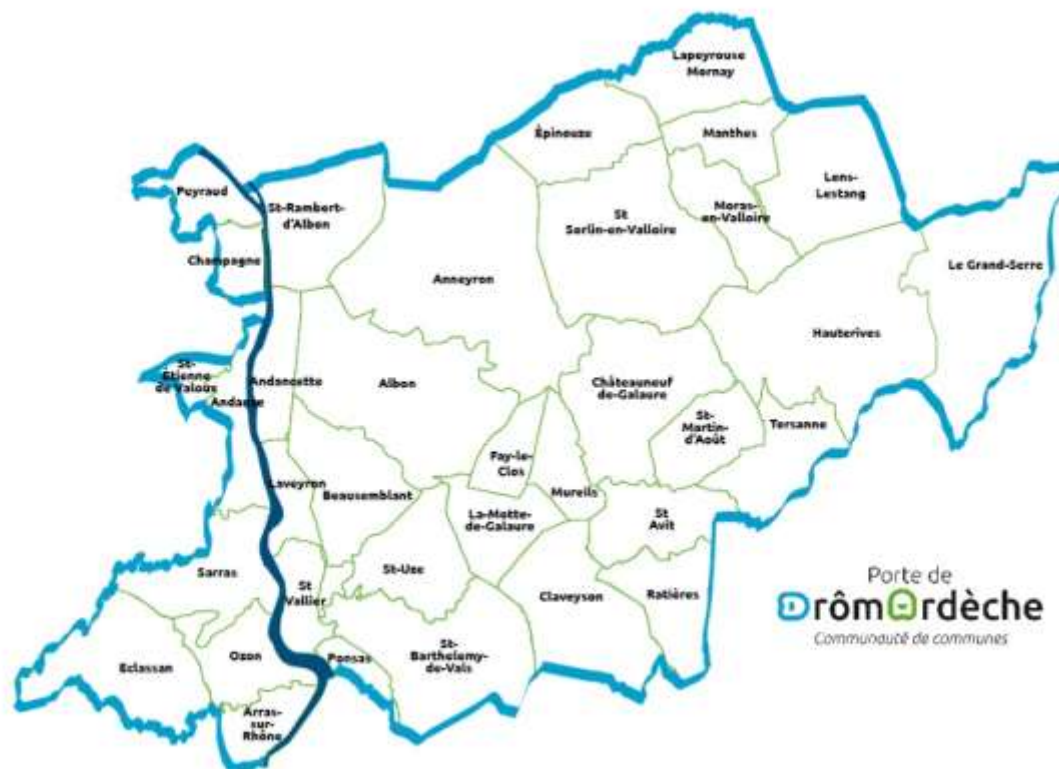 Lapeyrouse
Mornay
Épinouze
Manthes
Peyraud
Lens-
Lestang
St-Rambert-
d'Albon
Moras-
en-Valloire
St
Sorlin-en-Valloire
Champagne
Le Grand-Serre
Anneyron
Hauterives
St-
Etienne
de Valoux
Andancette
Albon
Châteauneuf
de-Galaure
Andance
St-
Martin-
d'Août
Tersanne
Fay-le-
Clos
Laveyron
Beausemblant
Mureils
La-Motte-
de-Galaure
St
Avit
Sarras
St-Uze
St
Vallier
Claveyson
Ratières
Porte de
DrômArdèche
Communauté de communes
Ozon
Ponsas
St-
Barthelemy-
de-Vals
Eclassan
Arras-
sur-
Rhône